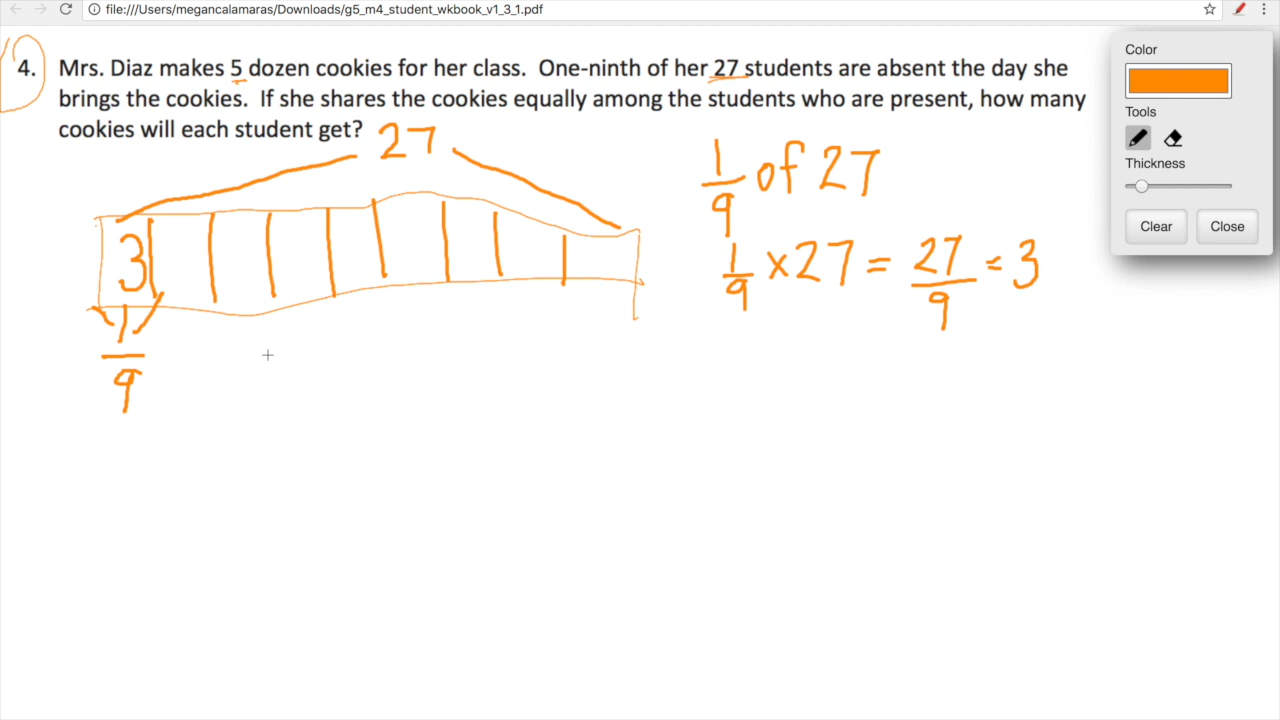 file:///Users/megancalamaras/Downloads/g5_m4_student_wkbook_v1_3_1.pdf
4. Mrs. Diaz makes 5 dozen cookies for her class. One-ninth of her 27 students are absent the day she
brings the cookies. If she shares the cookies equally among the students who are present, how many
cookies will each student get?
27
3
1/9
1/9 of 27
1/9 × 27 = 27/9 = 3
Color
Tools
Thickness
Clear Close